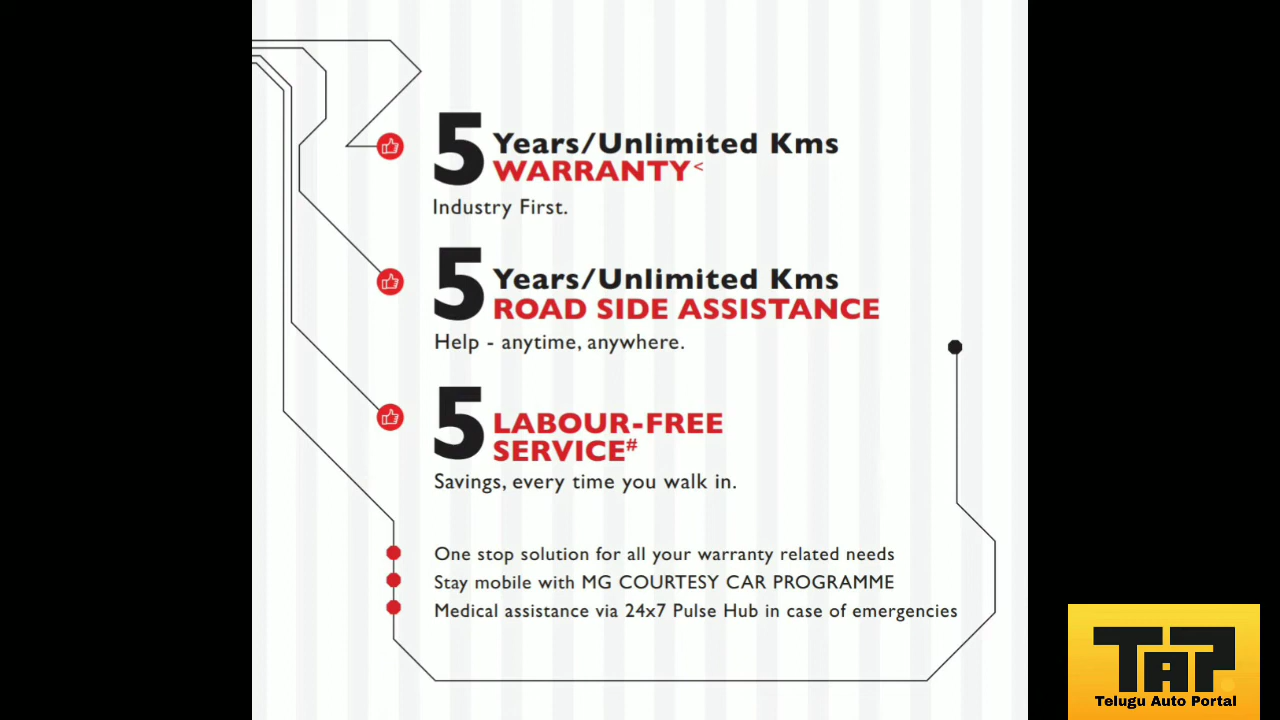 5 Years/Unlimited Kms
WARRANTY<
Industry First.
5 Years/Unlimited Kms
ROAD SIDE ASSISTANCE
Help - anytime, anywhere.
5 LABOUR-FREE
SERVICE#
Savings, every time you walk in.
One stop solution for all your warranty related needs
Stay mobile with MG COURTESY CAR PROGRAMME
Medical assistance via 24x7 Pulse Hub in case of emergencies
TAP
Telugu Auto Portal